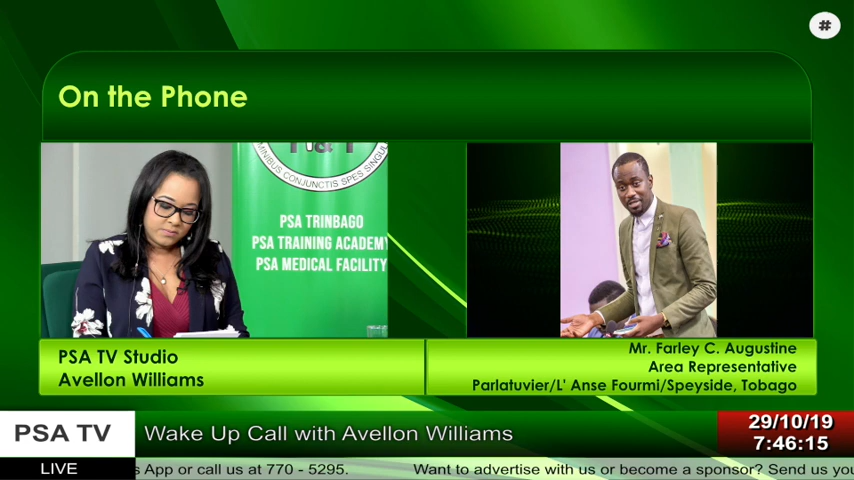 #
On the Phone
OMNIBUS CONJUNCTIS SPES SINGULI
PSA TRINBAGO
PSA TRAINING ACADEMY
PSA MEDICAL FACILITY
PSA TV Studio
Avellon Williams
Mr. Farley C. Augustine
Area Representative
Parlatuvier/L' Anse Fourmi/Speyside, Tobago
PSA TV
Wake Up Call with Avellon Williams
29/10/19
7:46:15
LIVE
s App or call us at 770 - 5295. Want to advertise with us or become a sponsor? Send us you